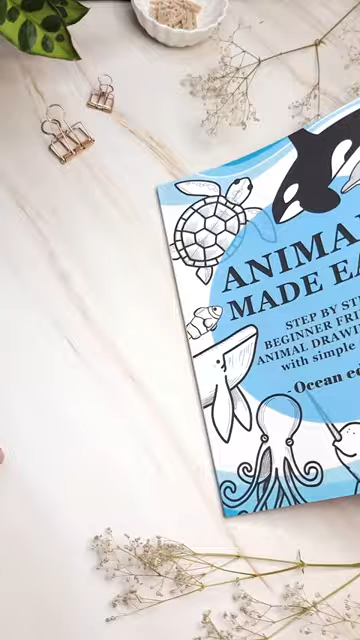 ANIMA
MADE EA
STEP BY ST
BEGINNER FRI
ANIMAL DRAWI
with simple
-Ocean ed